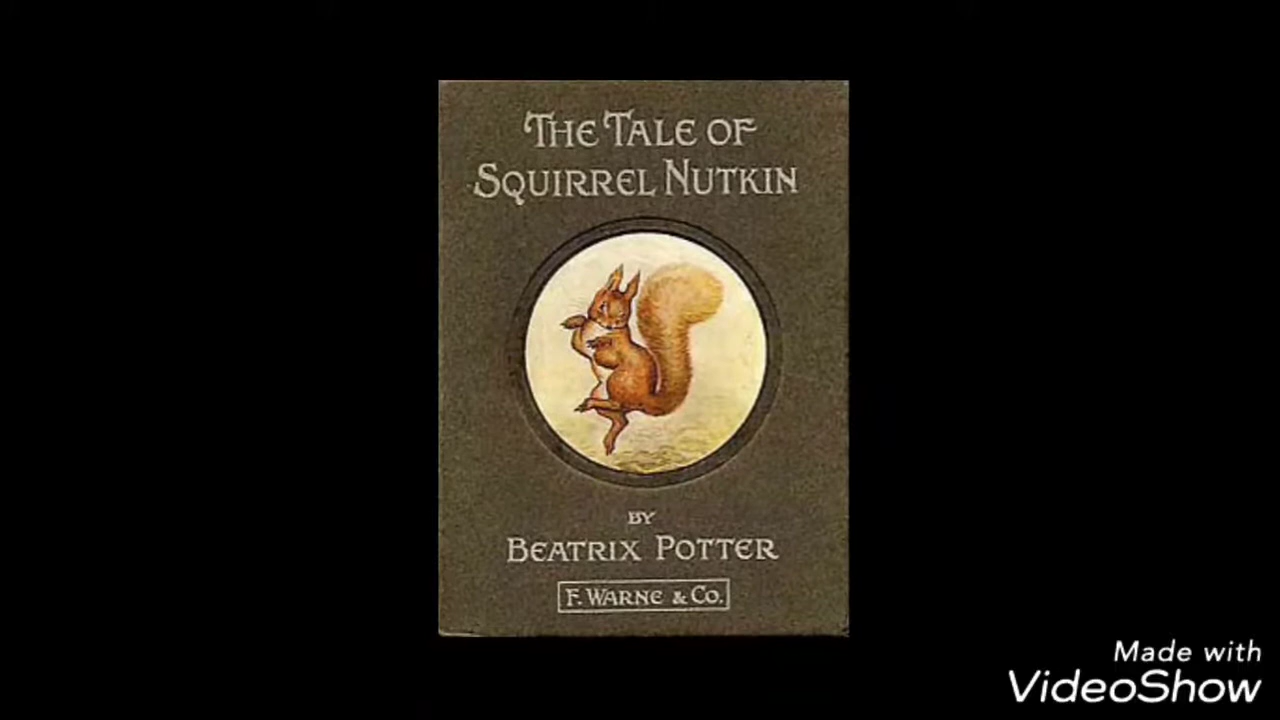 THE TALE OF
SQUIRREL NUTKIN
BY
BEATRIX POTTER
F. WARNE & Co.
Made with
VideoShow